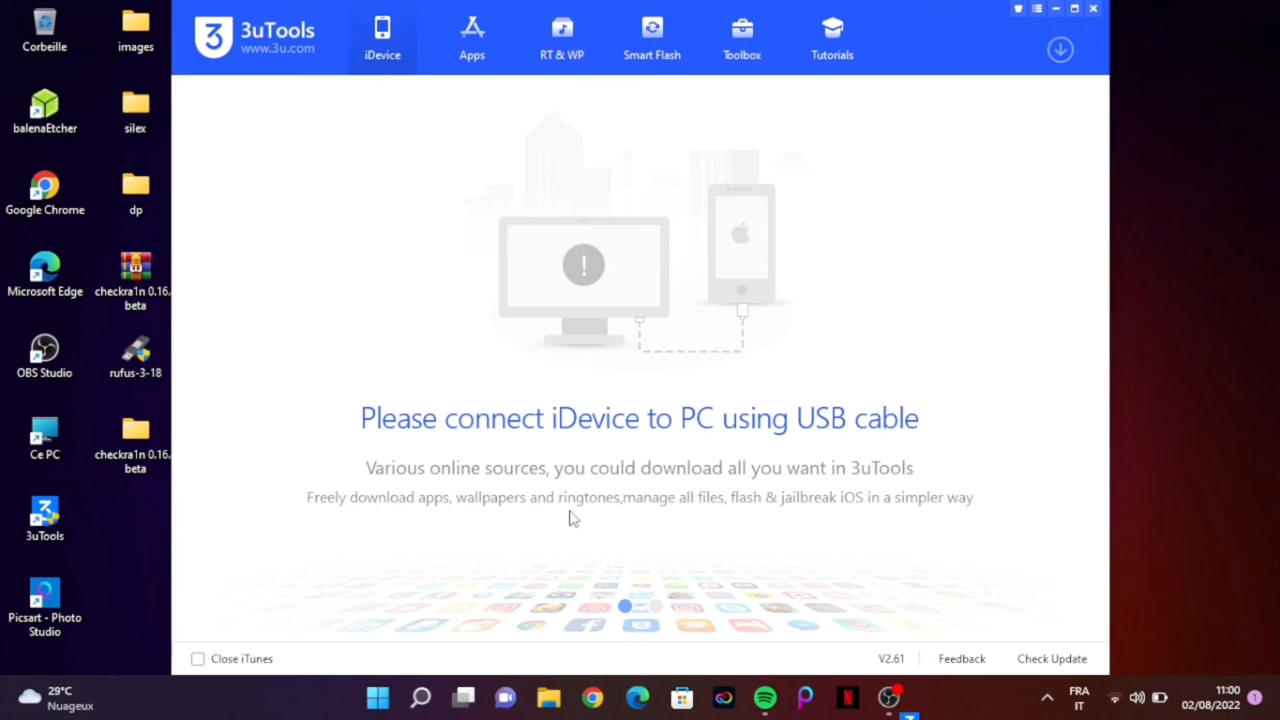 Corbeille
images
balenaEtcher
silex
Google Chrome
dp
Microsoft Edge
checkra1n 0.16.
beta
OBS Studio
rufus-3-18
Ce PC
checkra1n 0.16.
beta
3uTools
Picsart - Photo
Studio
3
3uTools
www.3u.com
iDevice
Apps
RT & WP
Smart Flash
Toolbox
Tutorials
!
Please connect iDevice to PC using USB cable
Various online sources, you could download all you want in 3uTools
Freely download apps, wallpapers and ringtones,manage all files, flash & jailbreak iOS in a simpler way
Close iTunes
V2.61
Feedback
Check Update
29°C
Nuageux
FRA
IT
11:00
02/08/2022
1